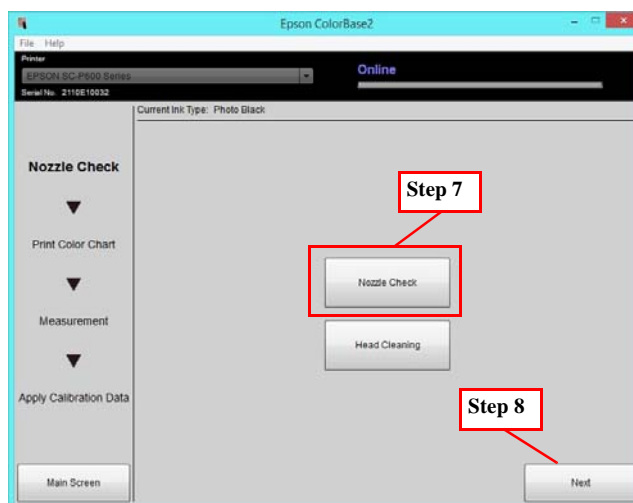 Epson ColorBase2
File Help
Printer
EPSON SC-P600 Series
Online
Serial No. 2110E10032
Current Ink Type: Photo Black
Nozzle Check
Print Color Chart
Measurement
Apply Calibration Data
Step 7
Nozzle Check
Head Cleaning
Step 8
Main Screen
Next